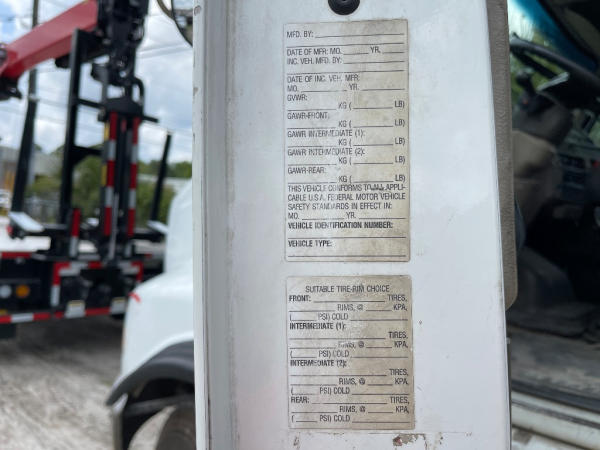 MFD. BY:
DATE OF MFR: MO. YR.
INC. VEH. MFD. BY:
DATE OF INC. VEH. MFR:
MO. YR.
GVWR:
KG ( LB)
GAWR-FRONT:
KG ( LB)
GAWR INTERMEDIATE (1):
KG ( LB)
GAWR INTERMEDIATE (2):
KG ( LB)
GAWR-REAR:
KG ( LB)
THIS VEHICLE CONFORMS TO ALL APPLI-
CABLE U.S.A. FEDERAL MOTOR VEHICLE
SAFETY STANDARDS IN EFFECT IN:
MO. YR.
VEHICLE IDENTIFICATION NUMBER:
VEHICLE TYPE:
SUITABLE TIRE-RIM CHOICE
FRONT: TIRES,
RIMS, @ KPA,
( PSI) COLD
INTERMEDIATE (1):
TIRES,
RIMS, @ KPA,
( PSI) COLD
INTERMEDIATE (2):
TIRES,
RIMS, @ KPA,
( PSI) COLD
REAR: TIRES,
RIMS, @ KPA,
( PSI) COLD